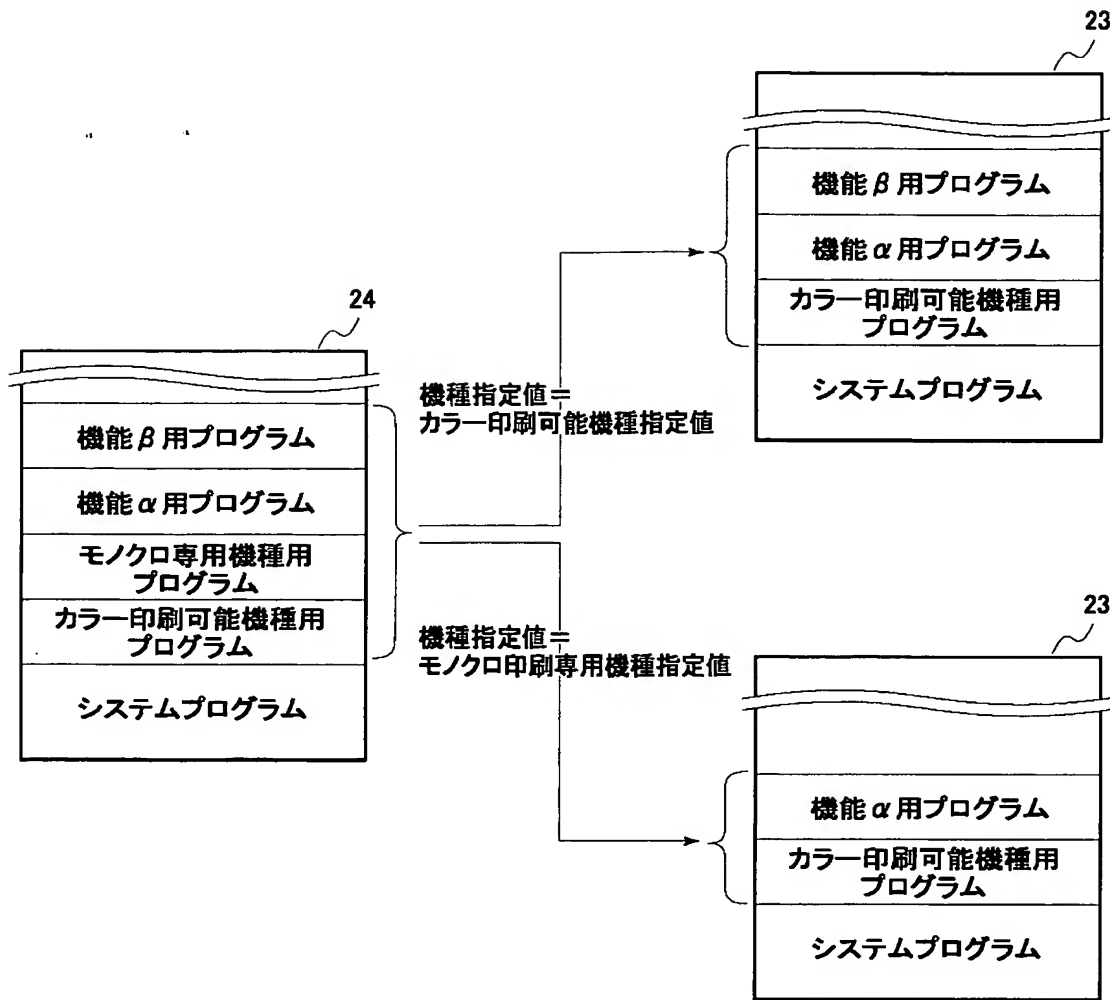 23
機能β用プログラム
機能α用プログラム
カラー印刷可能機種用
プログラム
システムプログラム
24
機能β用プログラム
機能α用プログラム
モノクロ専用機種用
プログラム
カラー印刷可能機種用
プログラム
システムプログラム
機種指定値＝
カラー印刷可能機種指定値
機種指定値＝
モノクロ印刷専用機種指定値
23
機能α用プログラム
カラー印刷可能機種用
プログラム
システムプログラム